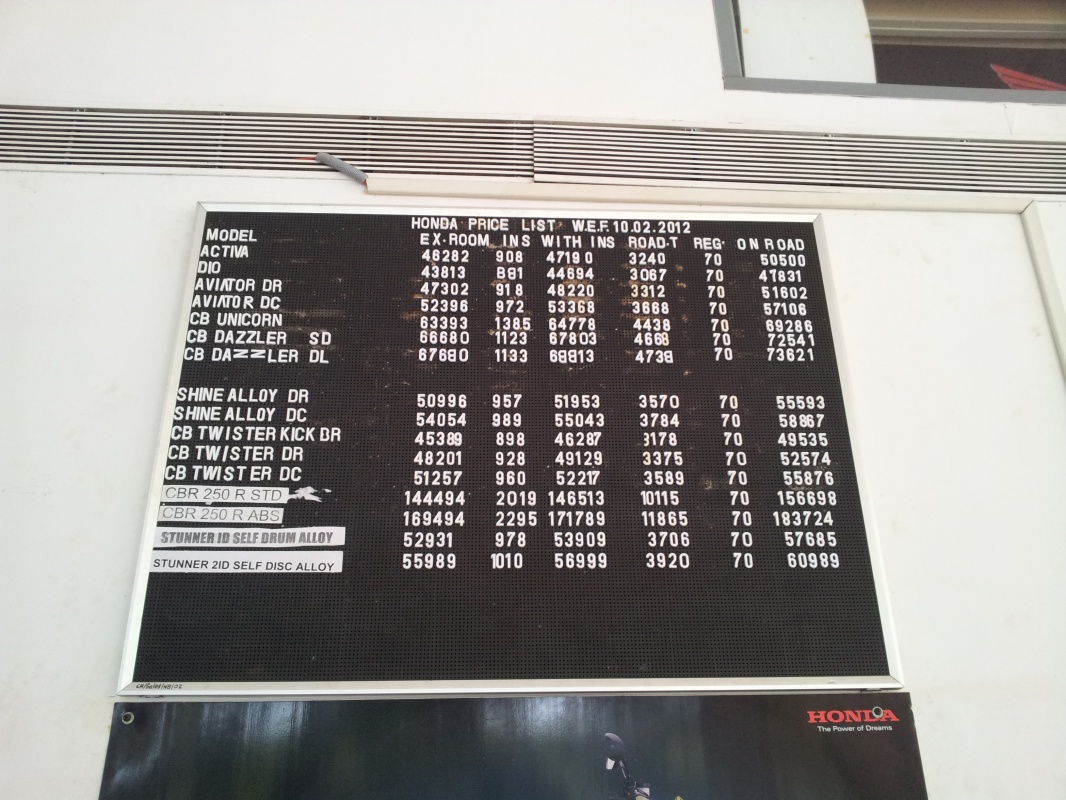 HONDA PRICE LIST W.E.F. 10.02.2012
MODEL EX-ROOM INS WITH INS ROAD-T REG- ON ROAD
ACTIVA 46282 908 47190 3240 70 50500
DIO 43813 BB1 44694 3067 70 47831
AVIATOR DR 47302 918 48220 3312 70 51602
AVIATOR DC 52396 972 53368 3668 70 57106
CB UNICORN 63393 1385 64778 4438 70 69286
CB DAZZLER SD 66680 1123 67803 4668 70 72541
CB DAZZLER DL 676B0 1133 6BB13 473B 70 73621
SHINE ALLOY DR 50996 957 51953 3570 70 55593
SHINE ALLOY DC 54054 989 55043 3784 70 58867
CB TWISTER KICK DR 45389 898 46287 3178 70 49535
CB TWISTER DR 48201 928 49129 3375 70 52574
CB TWISTER DC 51257 960 52217 3589 70 55876
CBR 250 R STD 144494 2019 146513 10115 70 156698
CBR 250 R ABS 169494 2295 171789 11865 70 183724
STUNNER ID SELF DRUM ALLOY 52931 978 53909 3706 70 57685
STUNNER 2ID SELF DISC ALLOY 55989 1010 56999 3920 70 60989
HONDA
The Power of Dreams